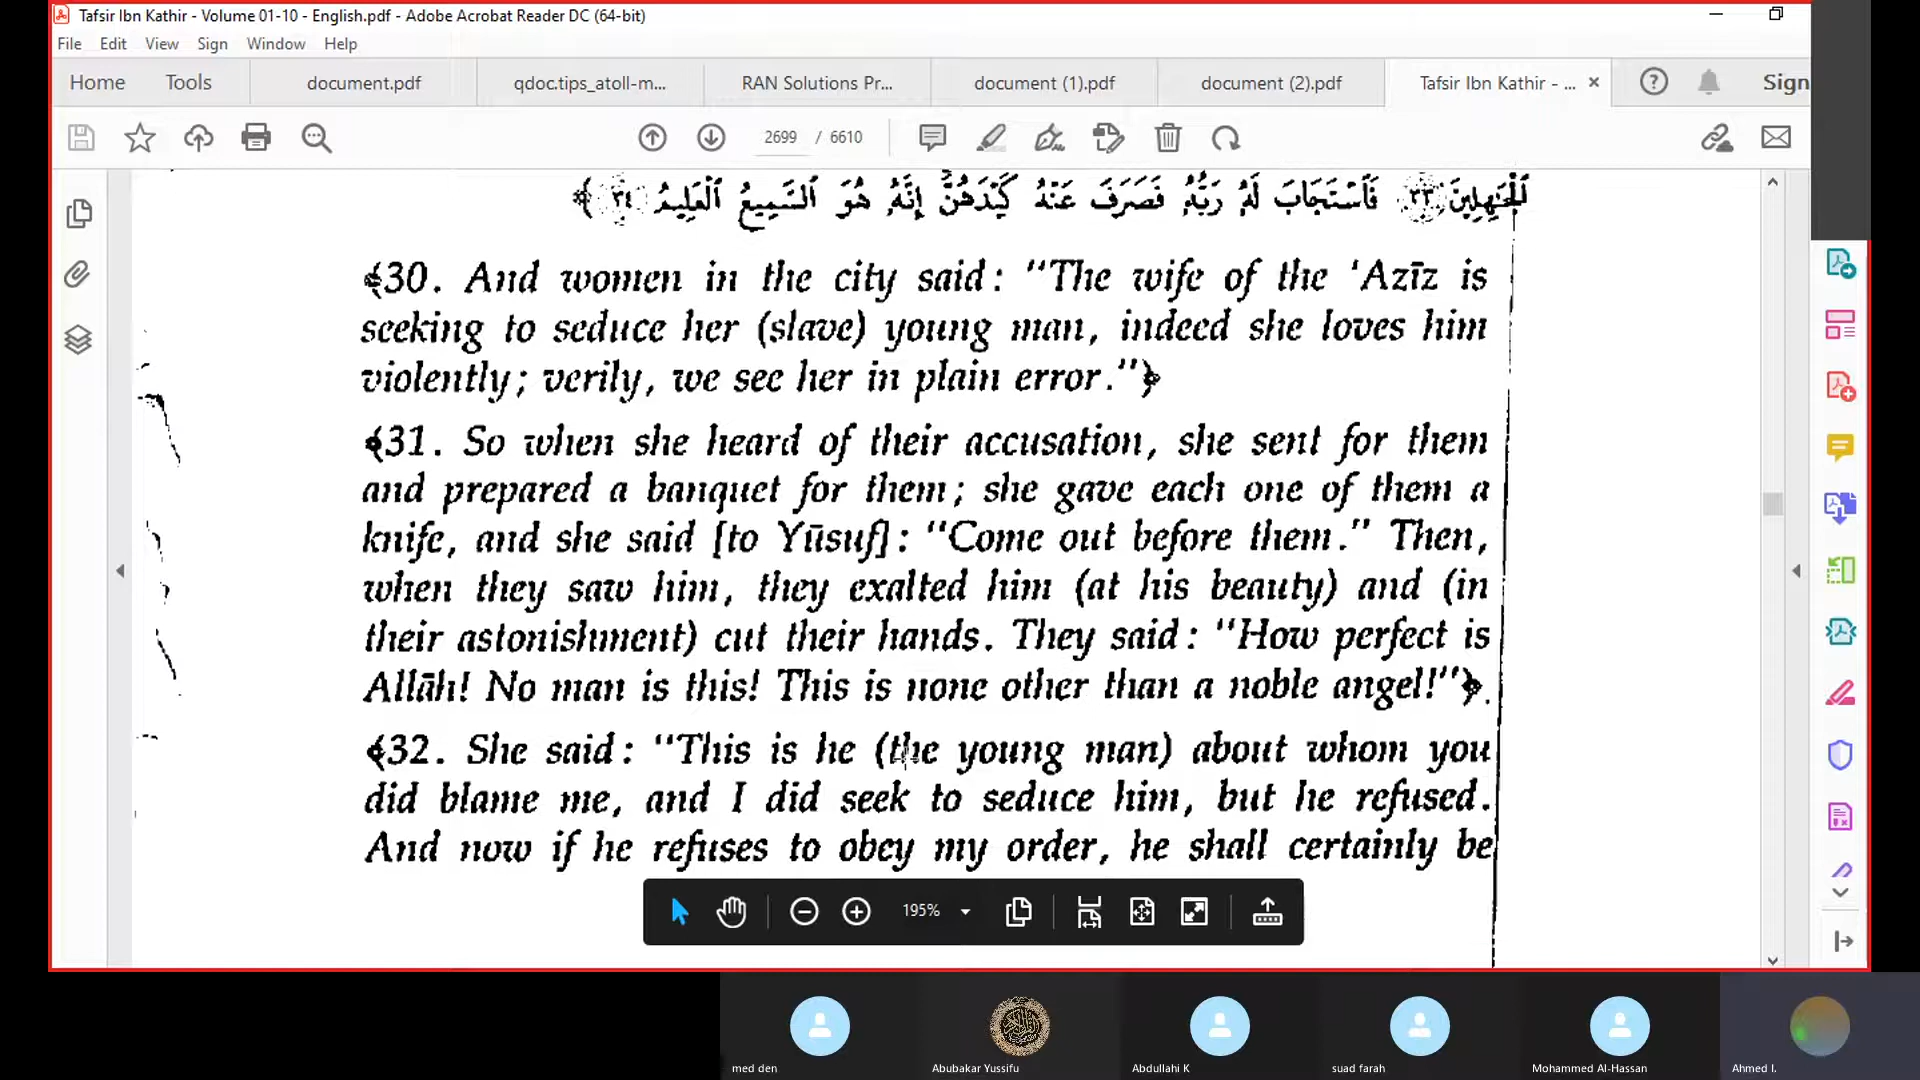 Tafsir Ibn Kathir - Volume 01-10 - English.pdf - Adobe Acrobat Reader DC (64-bit)
File Edit View Sign Window Help
Home Tools document.pdf qdoc.tips_atoll-m... RAN Solutions Pr... document (1).pdf document (2).pdf Tafsir Ibn Kathir - ... Sign
2699 / 6610
ٱلْجَٰهِلِينَ ٣٣ فَٱسْتَجَابَ لَهُۥ رَبُّهُۥ فَصَرَفَ عَنْهُ كَيْدَهُنَّ إِنَّهُۥ هُوَ ٱلسَّمِيعُ ٱلْعَلِيمُ ٣٤ ﴾
﴾30. And women in the city said: "The wife of the 'Azīz is
seeking to seduce her (slave) young man, indeed she loves him
violently; verily, we see her in plain error."﴿
﴾31. So when she heard of their accusation, she sent for them
and prepared a banquet for them; she gave each one of them a
knife, and she said [to Yūsuf]: "Come out before them." Then,
when they saw him, they exalted him (at his beauty) and (in
their astonishment) cut their hands. They said: "How perfect is
Allāh! No man is this! This is none other than a noble angel!"﴿.
﴾32. She said: "This is he (the young man) about whom you
did blame me, and I did seek to seduce him, but he refused.
And now if he refuses to obey my order, he shall certainly be
195%
med den Abubakar Yussifu Abdullahi K suad farah Mohammed Al-Hassan Ahmed I.